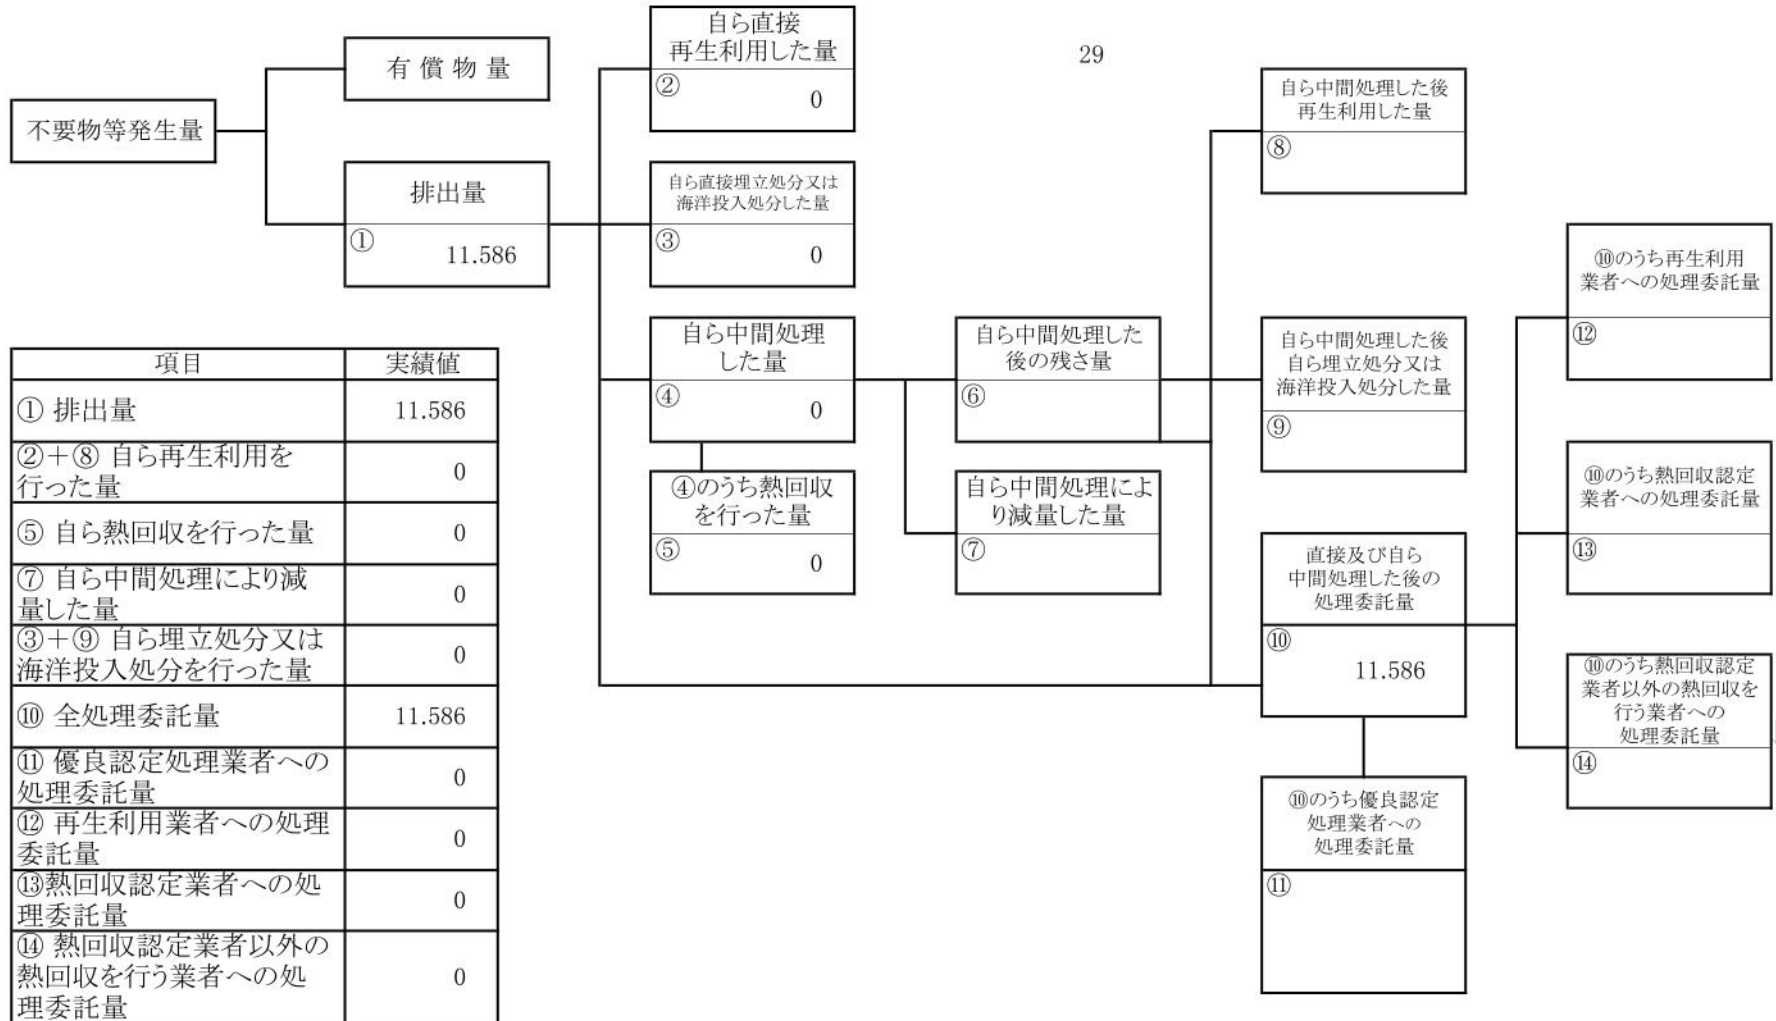 29
不要物等発生量
有償物量
排出量
①
11.586
自ら直接
再生利用した量
②
0
自ら直接埋立処分又は
海洋投入処分した量
③
0
自ら中間処理
した量
④
0
④のうち熱回収
を行った量
⑤
0
自ら中間処理した
後の残さ量
⑥
自ら中間処理によ
り減量した量
⑦
自ら中間処理した後
再生利用した量
⑧
自ら中間処理した後
自ら埋立処分又は
海洋投入処分した量
⑨
直接及び自ら
中間処理した後の
処理委託量
⑩
11.586
⑩のうち優良認定
処理業者への
処理委託量
⑪
⑩のうち再生利用
業者への処理委託量
⑫
⑩のうち熱回収認定
業者への処理委託量
⑬
⑩のうち熱回収認定
業者以外の熱回収を
行う業者への
処理委託量
⑭
項目 実績値
① 排出量 11.586
②+⑧ 自ら再生利用を
行った量 0
⑤ 自ら熱回収を行った量 0
⑦ 自ら中間処理により減
量した量 0
③+⑨ 自ら埋立処分又は
海洋投入処分を行った量 0
⑩ 全処理委託量 11.586
⑪ 優良認定処理業者への
処理委託量 0
⑫ 再生利用業者への処理
委託量 0
⑬熱回収認定業者への処
理委託量 0
⑭ 熱回収認定業者以外の
熱回収を行う業者への処
理委託量 0